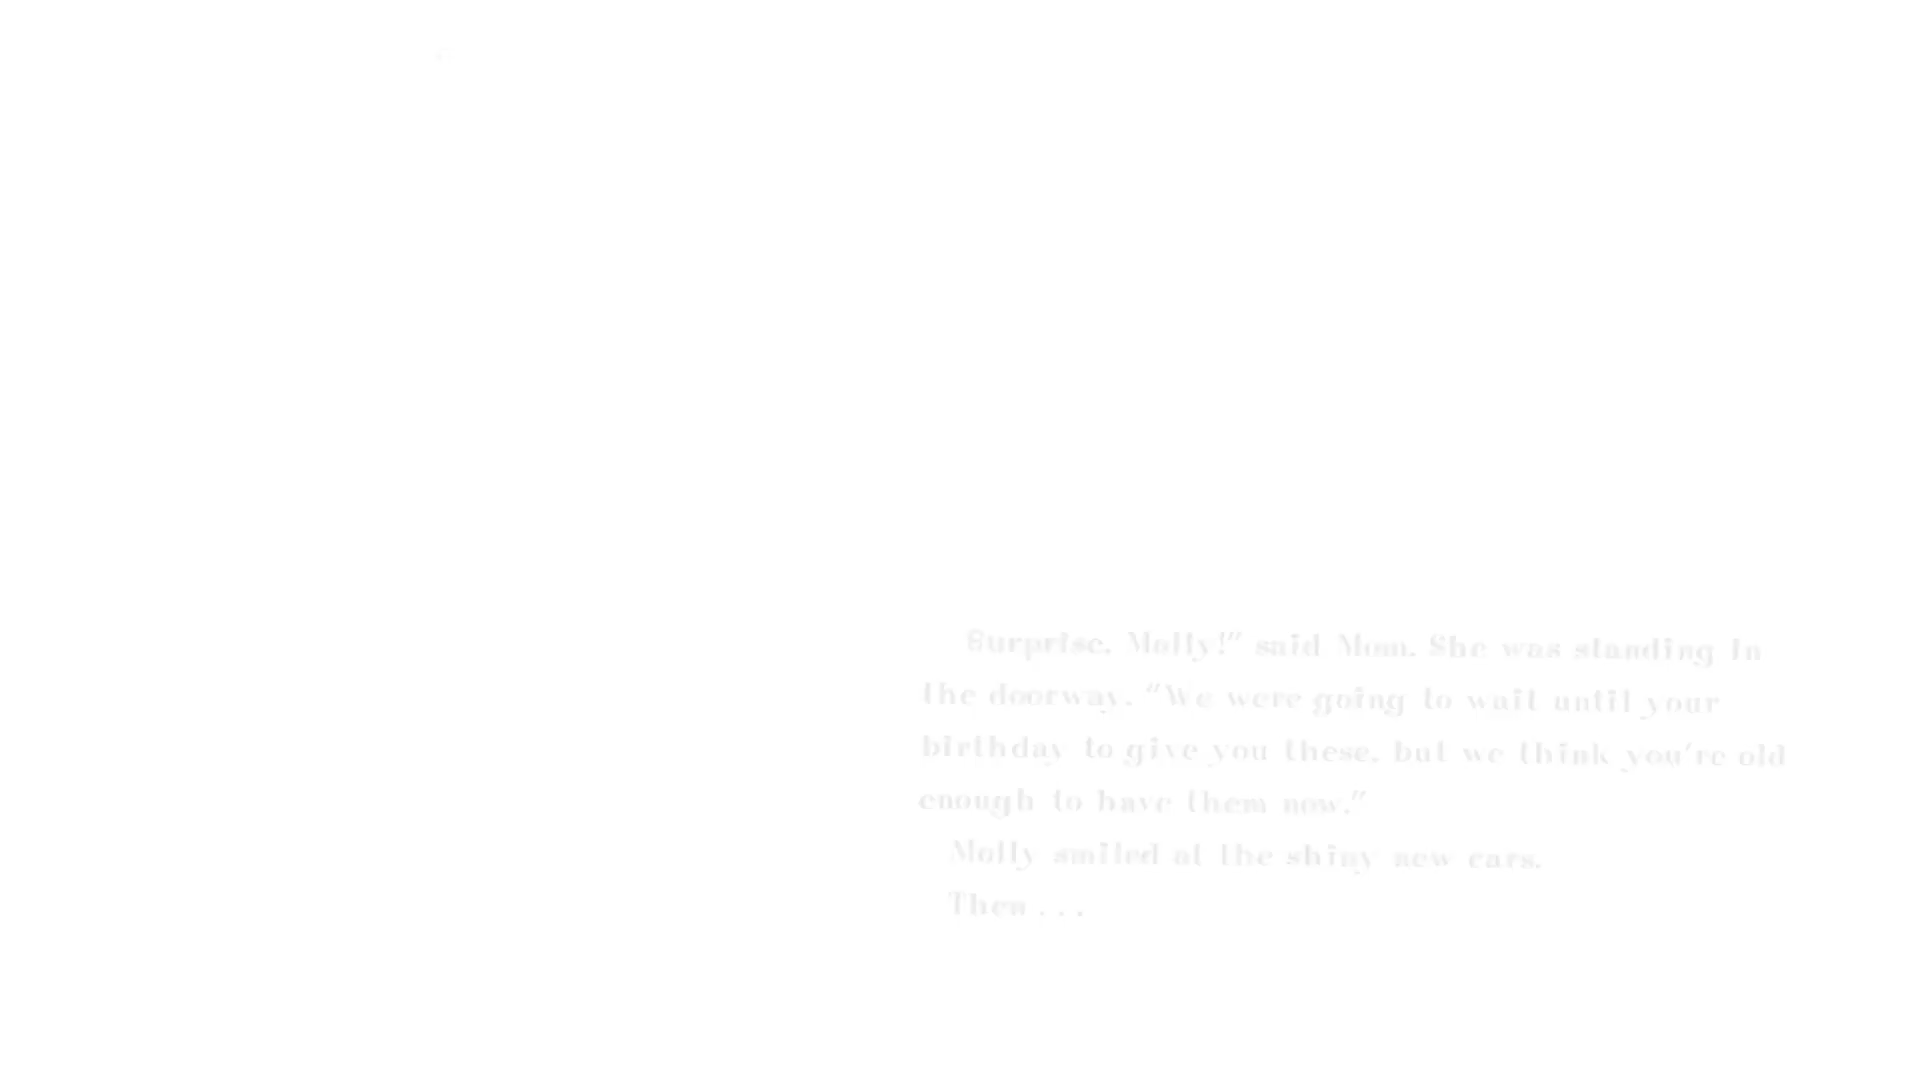 Surprise, Molly!" said Mom. She was standing in
the doorway. "We were going to wait until your
birthday to give you these, but we think you're old
enough to have them now."
Molly smiled at the shiny new cars.
Then . . .